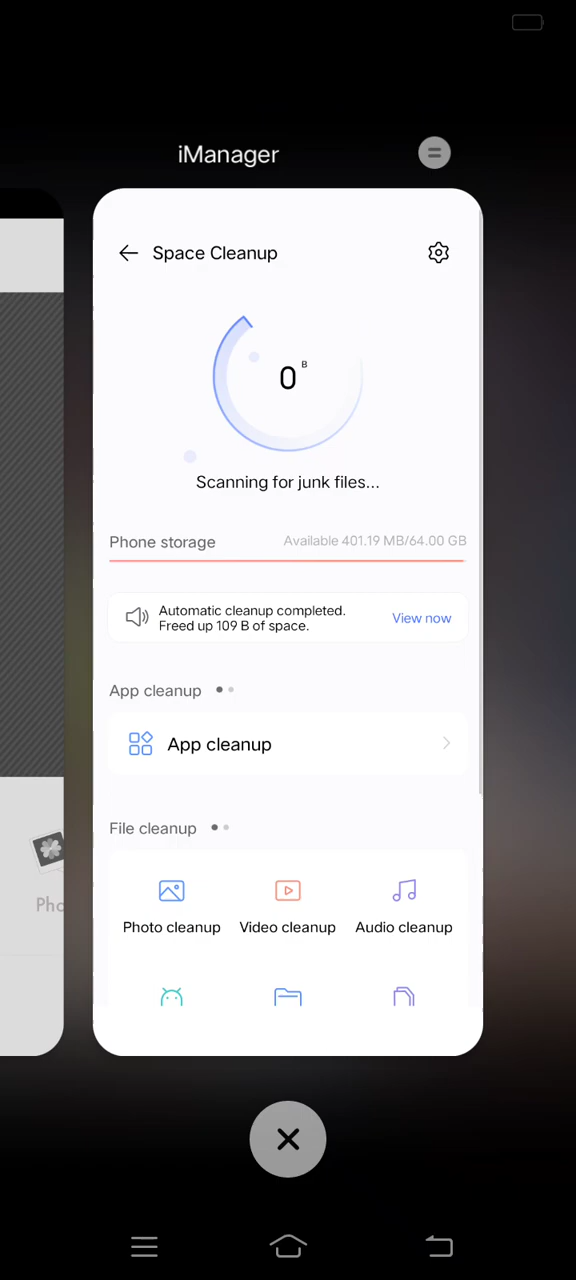 iManager
Space Cleanup
0 B
Scanning for junk files...
Phone storage
Available 401.19 MB/64.00 GB
Automatic cleanup completed.
Freed up 109 B of space.
View now
App cleanup
App cleanup
File cleanup
Photo cleanup
Video cleanup
Audio cleanup
Pho